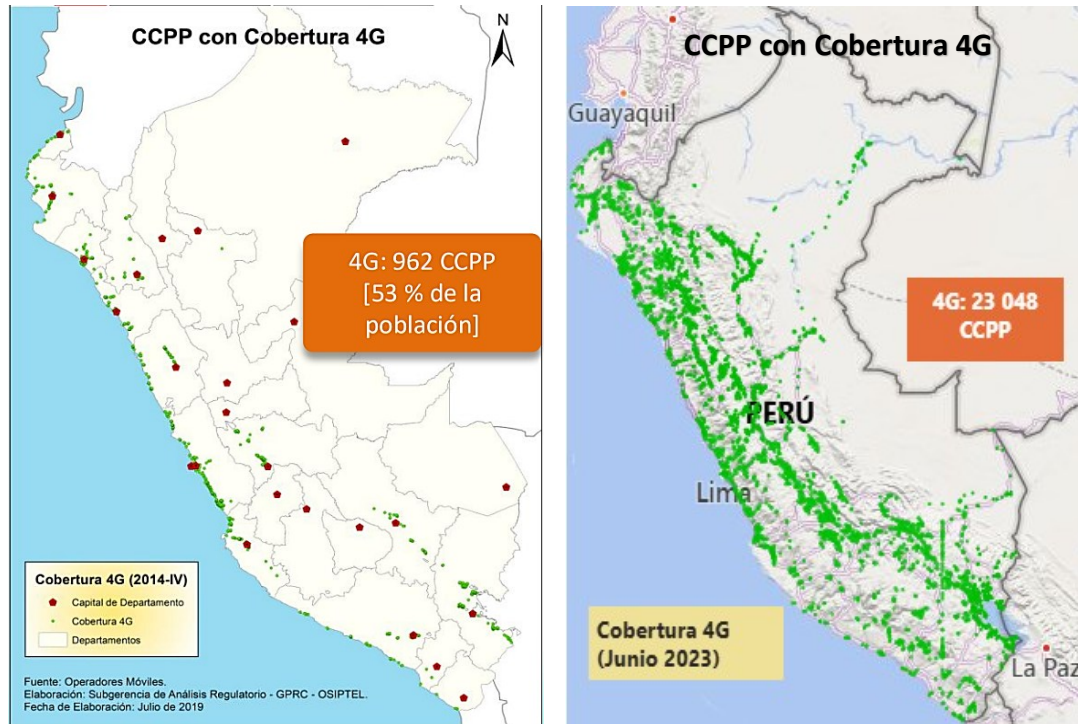 CCPP con Cobertura 4G
N
4G: 962 CCPP
[53 % de la
población]
Cobertura 4G (2014-IV)
Capital de Departamento
Cobertura 4G
Departamentos
Fuente: Operadores Móviles.
Elaboración: Subgerencia de Análisis Regulatorio - GPRC - OSIPTEL.
Fecha de Elaboración: Julio de 2019
CCPP con Cobertura 4G
Guayaquil
4G: 23 048
CCPP
PERÚ
Lima
Cobertura 4G
(Junio 2023)
La Paz